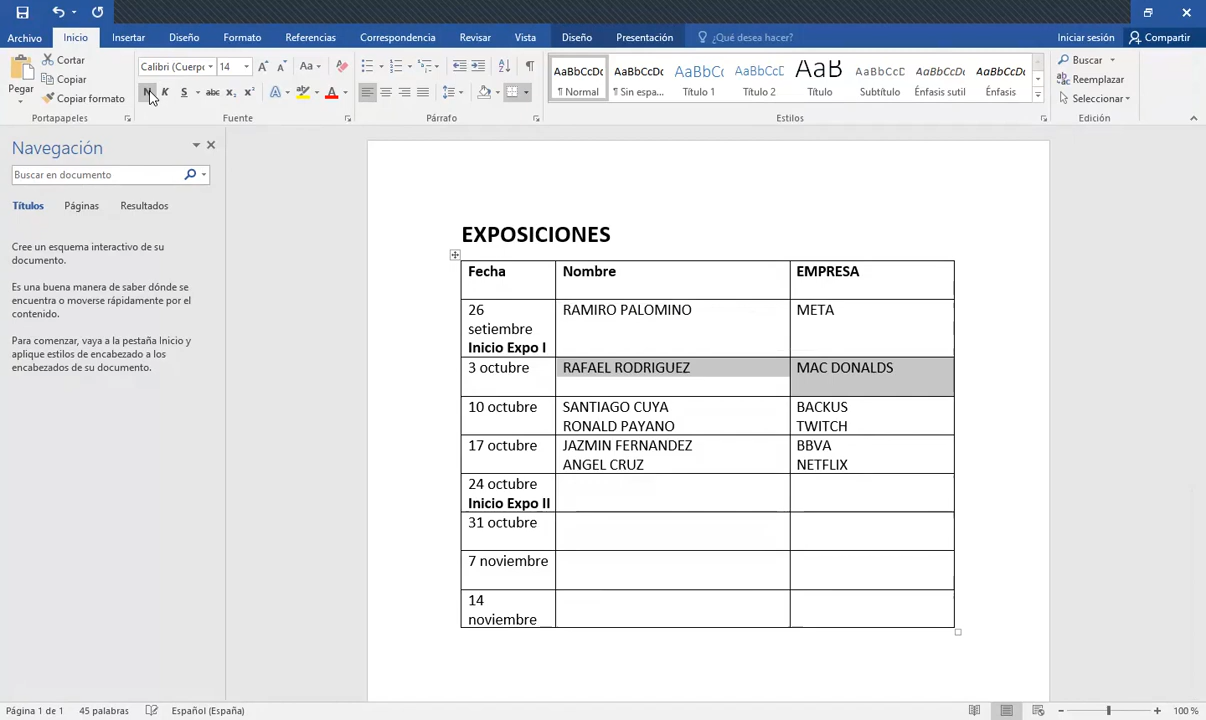 Archivo Inicio Insertar Diseño Formato Referencias Correspondencia Revisar Vista Diseño Presentación ¿Qué desea hacer? Iniciar sesión Compartir
Pegar
Cortar
Copiar
Copiar formato
Portapapeles
Calibri (Cuerp 14
Aa
N K S abc x₂ x²
Fuente
Párrafo
AaBbCcDc
¶ Normal
AaBbCcDc
¶ Sin espa...
AaBbCc
Título 1
AaBbCcD
Título 2
AaB
Título
AaBbCcD
Subtítulo
AaBbCcDc
Énfasis sutil
AaBbCcDc
Énfasis
Estilos
Buscar
Reemplazar
Seleccionar
Edición
Navegación
Buscar en documento
Títulos Páginas Resultados
Cree un esquema interactivo de su
documento.
Es una buena manera de saber dónde se
encuentra o moverse rápidamente por el
contenido.
Para comenzar, vaya a la pestaña Inicio y
aplique estilos de encabezado a los
encabezados de su documento.
EXPOSICIONES
Fecha Nombre EMPRESA
26 RAMIRO PALOMINO META
setiembre
Inicio Expo I
3 octubre RAFAEL RODRIGUEZ MAC DONALDS
10 octubre SANTIAGO CUYA BACKUS
RONALD PAYANO TWITCH
17 octubre JAZMIN FERNANDEZ BBVA
ANGEL CRUZ NETFLIX
24 octubre
Inicio Expo II
31 octubre
7 noviembre
14
noviembre
Página 1 de 1 45 palabras Español (España) 100 %